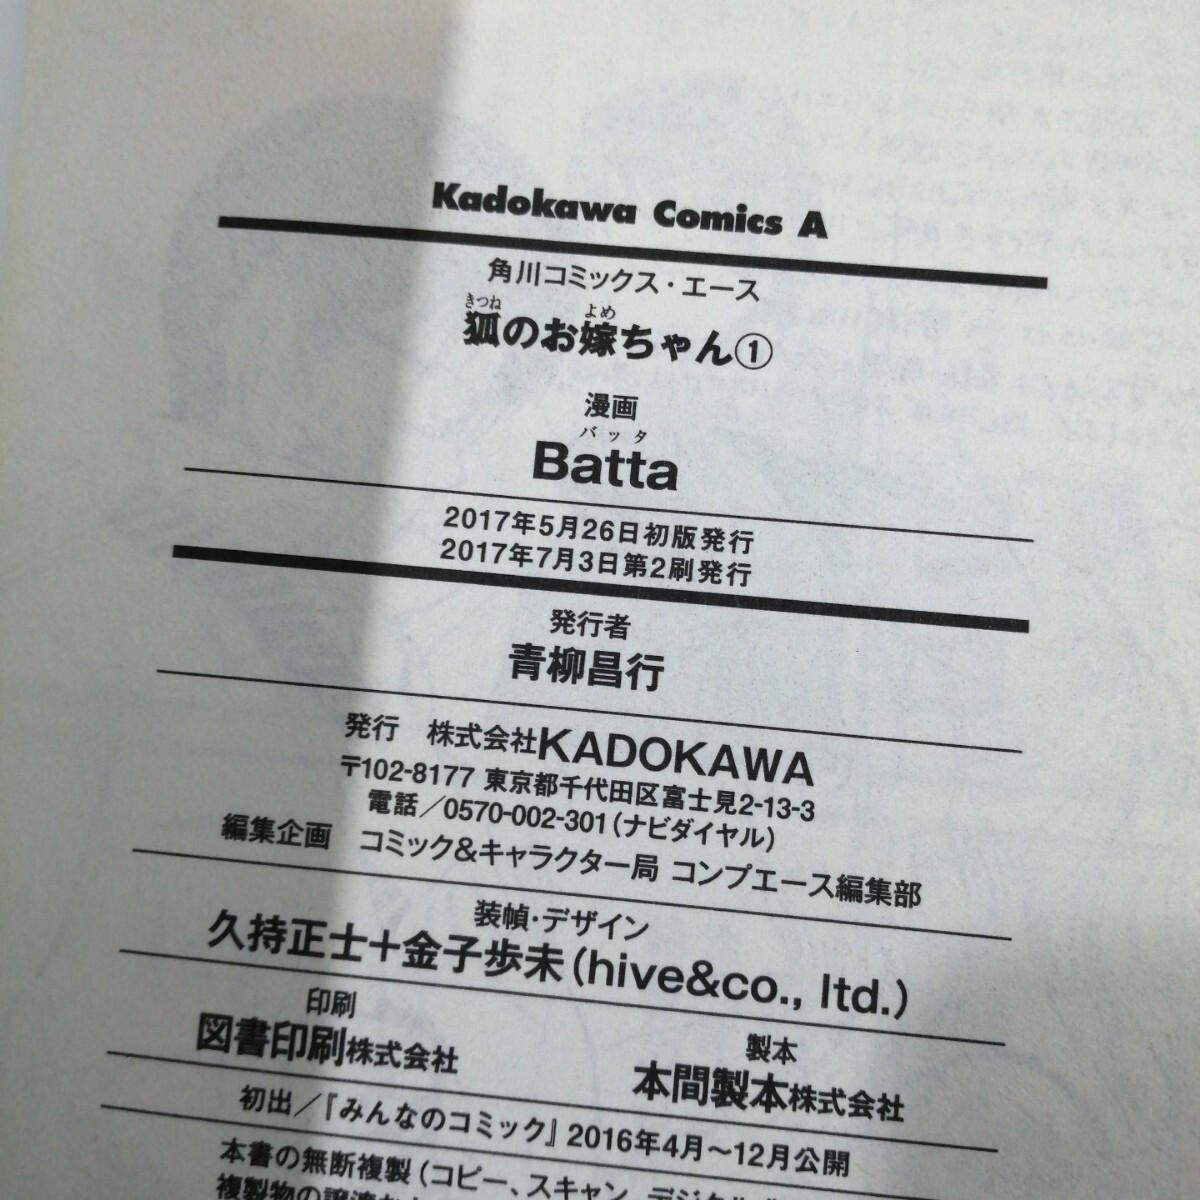 Kadokawa Comics A
角川コミックス・エース
きつね よめ
狐のお嫁ちゃん①
漫画
バッタ
Batta
2017年5月26日初版発行
2017年7月3日第2刷発行
発行者
青柳昌行
発行 株式会社KADOKAWA
〒102-8177 東京都千代田区富士見2-13-3
電話/0570-002-301(ナビダイヤル)
編集企画 コミック&キャラクター局 コンプエース編集部
装幀・デザイン
久持正士+金子歩未(hive&co., ltd.)
印刷
図書印刷株式会社
製本
本間製本株式会社
初出/『みんなのコミック』2016年4月〜12月公開
本書の無断複製(コピー、スキャン、デジタル
複製物の譲渡